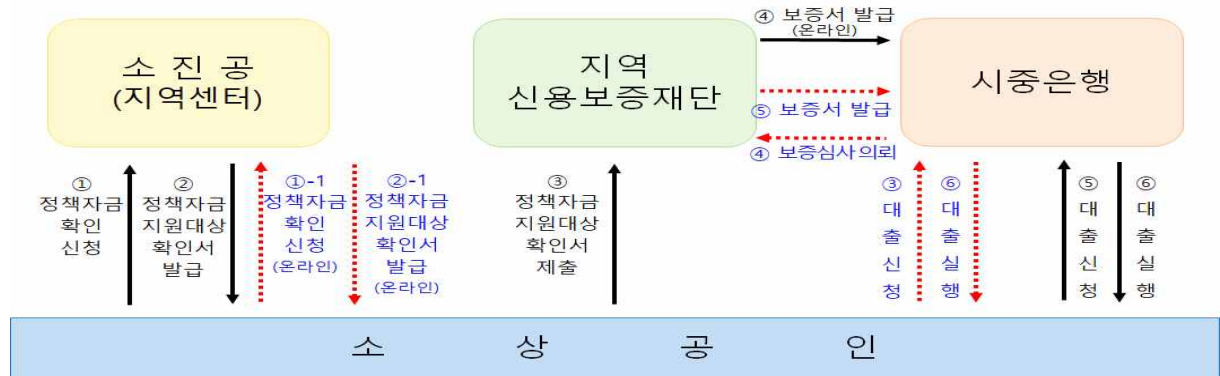 소 진 공
(지역센터)
지역
신용보증재단
시중은행
④ 보증서 발급
(온라인)
⑤ 보증서 발급
④ 보증심사 의뢰
①
정책자금
확인
신청
②
정책자금
지원대상
확인서
발급
①-1
정책자금
확인
신청
(온라인)
②-1
정책자금
지원대상
확인서
발급
(온라인)
③
정책자금
지원대상
확인서
제출
③
대
출
신
청
⑥
대
출
실
행
⑤
대
출
신
청
⑥
대
출
실
행
소 상 공 인